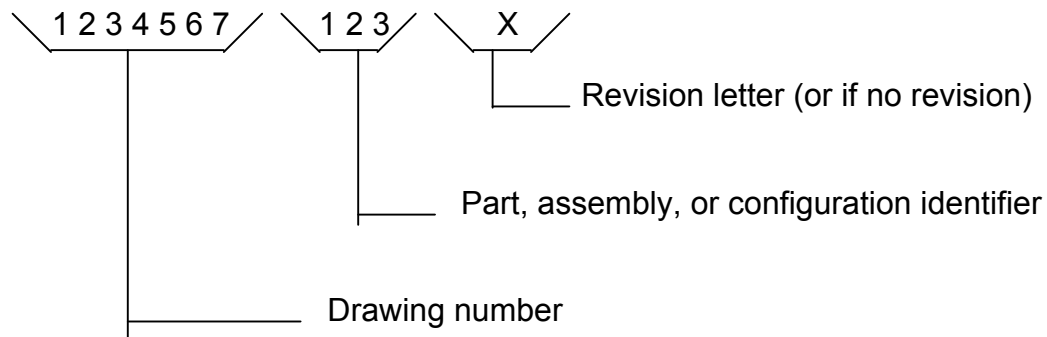 1 2 3 4 5 6 7 1 2 3 X
Revision letter (or if no revision)
Part, assembly, or configuration identifier
Drawing number